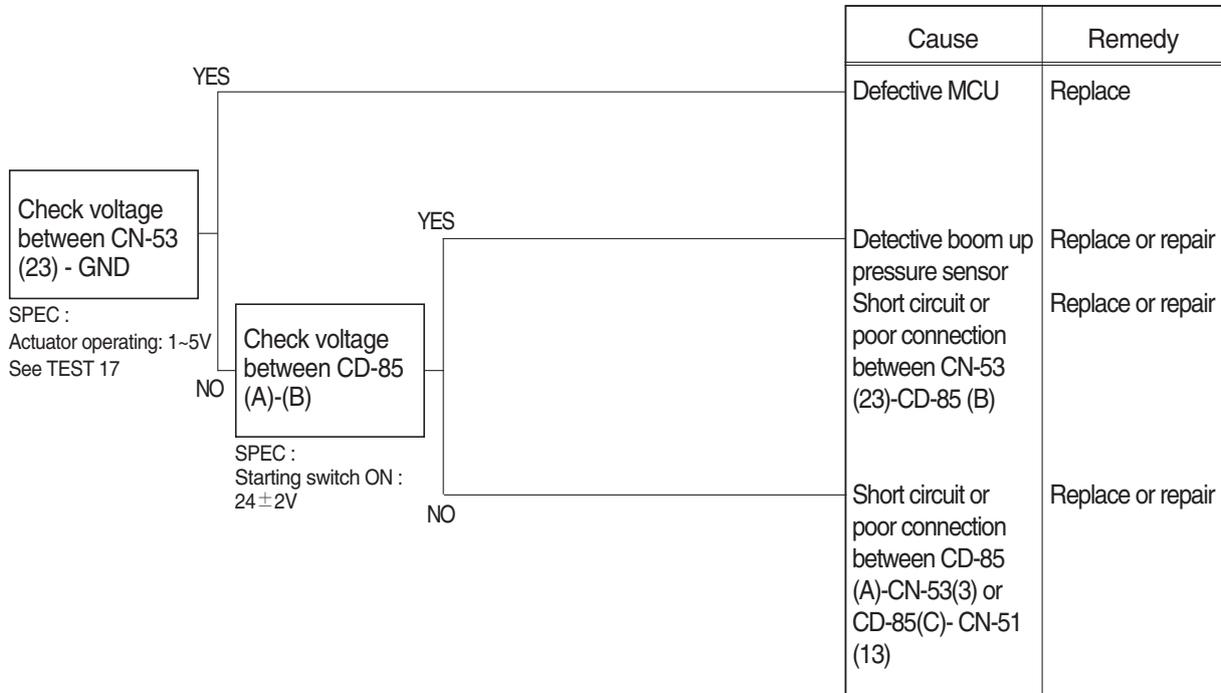 Cause Remedy
YES
Defective MCU Replace
Check voltage
between CN-53
(23) - GND
SPEC :
Actuator operating: 1~5V
See TEST 17
YES
Detective boom up Replace or repair
pressure sensor
Short circuit or Replace or repair
poor connection
between CN-53
(23)-CD-85 (B)
NO
Check voltage
between CD-85
(A)-(B)
SPEC :
Starting switch ON :
24±2V
NO
Short circuit or Replace or repair
poor connection
between CD-85
(A)-CN-53(3) or
CD-85(C)- CN-51
(13)